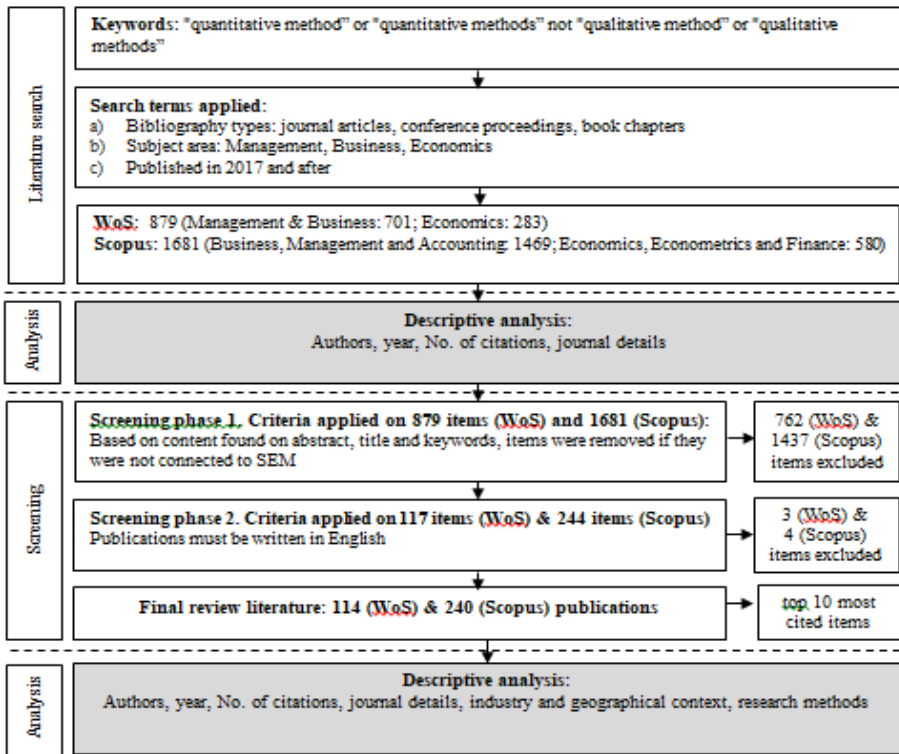 Literature search
Keywords: "quantitative method” or “quantitative methods” not "qualitative method” or "qualitative
methods”
Search terms applied:
a) Bibliography types: journal articles, conference proceedings, book chapters
b) Subject area: Management, Business, Economics
c) Published in 2017 and after
WoS: 879 (Management & Business: 701; Economics: 283)
Scopus: 1681 (Business, Management and Accounting: 1469; Economics, Econometrics and Finance: 580)
Analysis
Descriptive analysis:
Authors, year, No. of citations, journal details
Screening
Screening phase 1. Criteria applied on 879 items (WoS) and 1681 (Scopus):
Based on content found on abstract, title and keywords, items were removed if they
were not connected to SEM
762 (WoS) &
1437 (Scopus)
items excluded
Screening phase 2. Criteria applied on 117 items (WoS) & 244 items (Scopus)
Publications must be written in English
3 (WoS) &
4 (Scopus)
items excluded
Final review literature: 114 (WoS) & 240 (Scopus) publications
top 10 most
cited items
Analysis
Descriptive analysis:
Authors, year, No. of citations, journal details, industry and geographical context, research methods